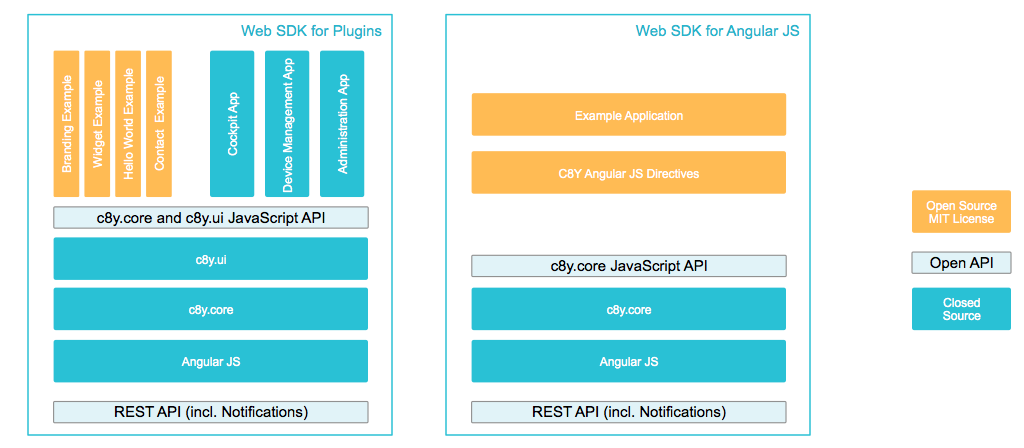 Web SDK for Plugins
Branding Example
Widget Example
Hello World Example
Contact Example
Cockpit App
Device Management App
Administration App
c8y.core and c8y.ui JavaScript API
c8y.ui
c8y.core
Angular JS
REST API (incl. Notifications)
Web SDK for Angular JS
Example Application
C8Y Angular JS Directives
c8y.core JavaScript API
c8y.core
Angular JS
REST API (incl. Notifications)
Open Source
MIT License
Open API
Closed
Source